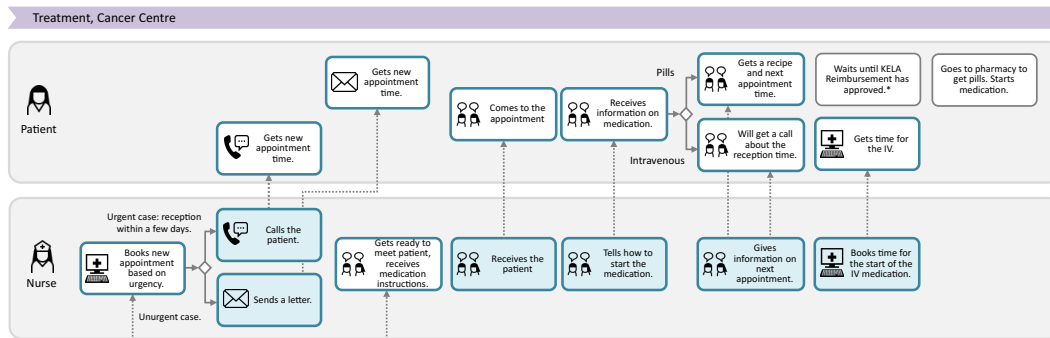 Treatment, Cancer Centre
Patient
Gets new
appointment
time.
Gets new
appointment
time.
Comes to the
appointment
Receives
information on
medication.
Pills
Intravenous
Gets a recipe
and next
appointment
time.
Will get a call
about the
reception time.
Waits until KELA
Reimbursement has
approved.*
Goes to pharmacy to
get pills. Starts
medication.
Gets time for
the IV.
Nurse
Urgent case: reception
within a few days.
Books new
appointment
based on
urgency.
Unurgent case.
Calls the
patient.
Sends a letter.
Gets ready to
meet patient,
receives
medication
instructions.
Receives the
patient
Tells how to
start the
medication.
Gives
information on
next
appointment.
Books time for
the start of the
IV medication.